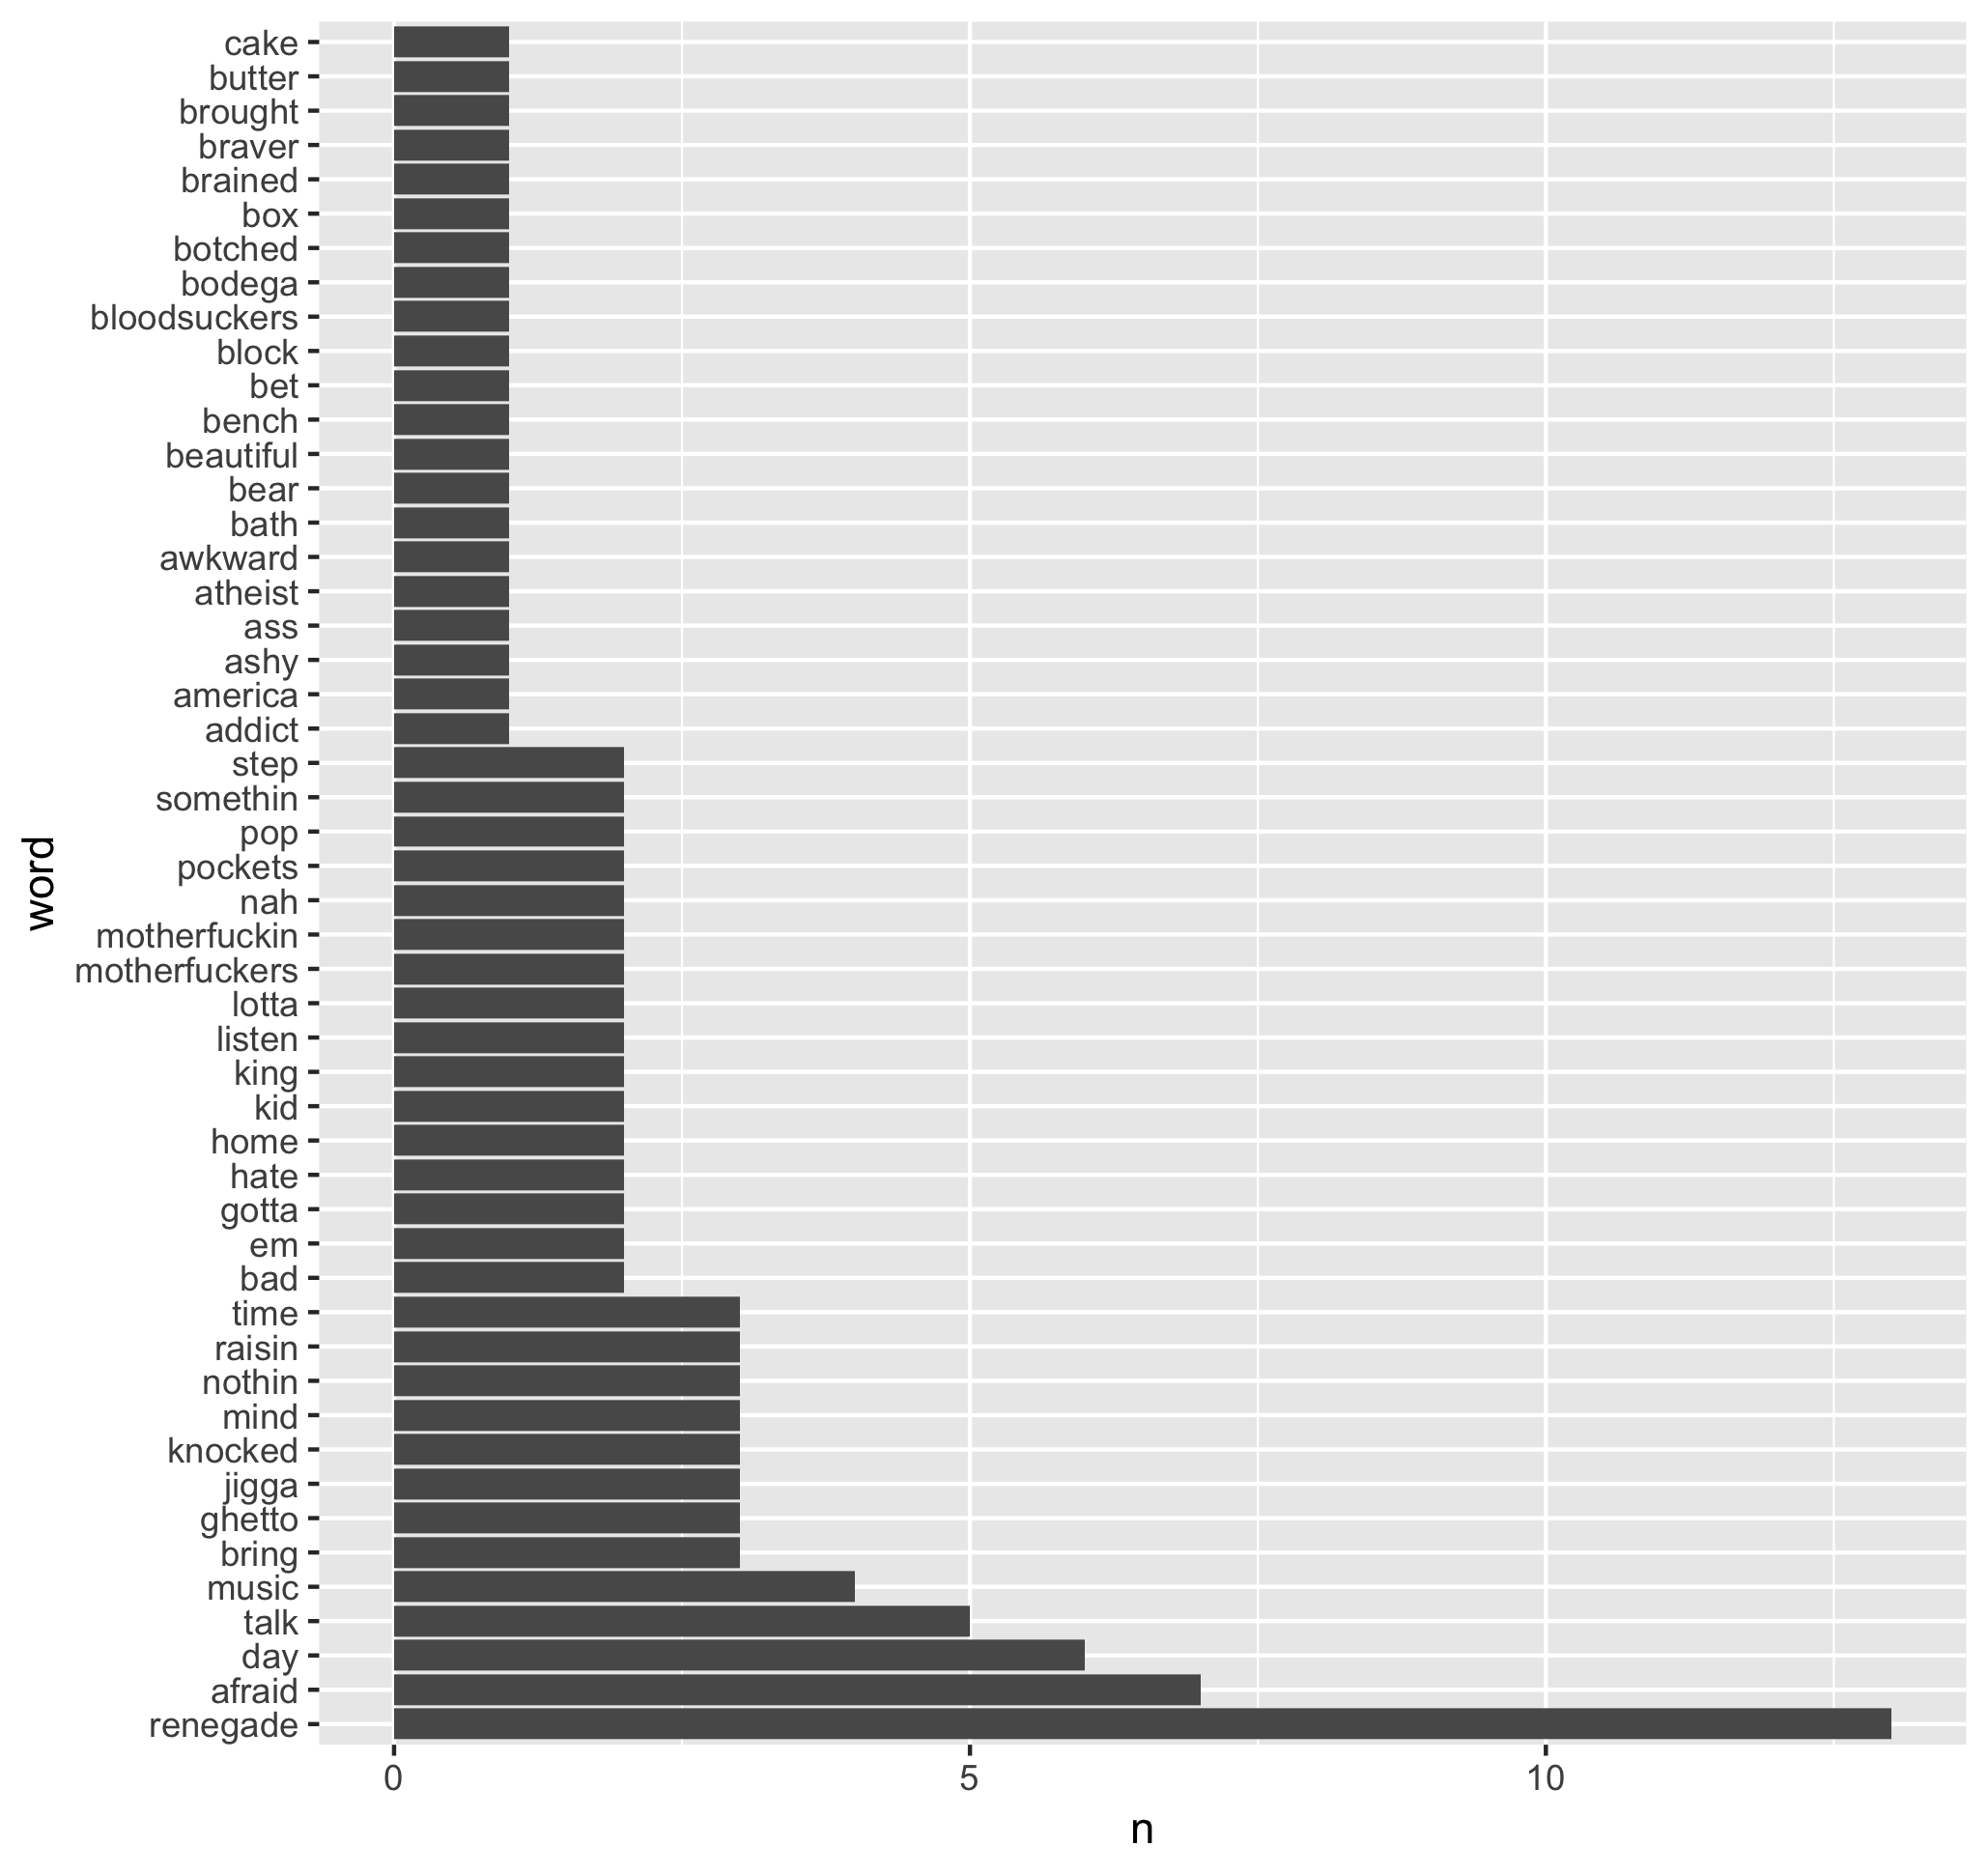 cake
butter
brought
braver
brained
box
botched
bodega
bloodsuckers
block
bet
bench
beautiful
bear
bath
awkward
atheist
ass
ashy
america
addict
step
somethin
pop
pockets
nah
motherfuckin
motherfuckers
lotta
listen
king
kid
home
hate
gotta
em
bad
time
raisin
nothin
mind
knocked
jigga
ghetto
bring
music
talk
day
afraid
renegade
word
0 5 10
n